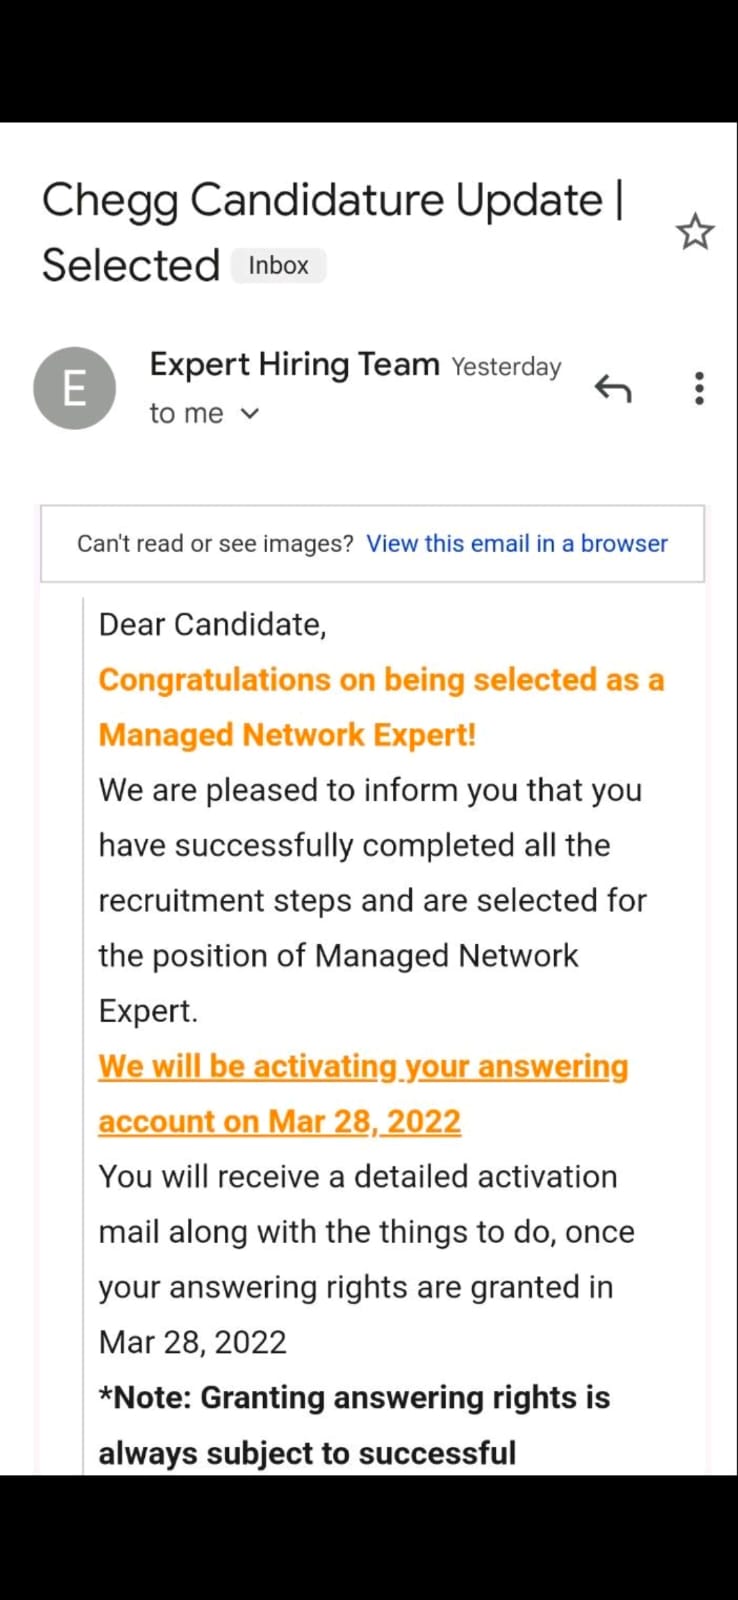 Chegg Candidature Update |
Selected Inbox
E
Expert Hiring Team Yesterday
to me
Can't read or see images? View this email in a browser
Dear Candidate,
Congratulations on being selected as a
Managed Network Expert!
We are pleased to inform you that you
have successfully completed all the
recruitment steps and are selected for
the position of Managed Network
Expert.
We will be activating your answering
account on Mar 28, 2022
You will receive a detailed activation
mail along with the things to do, once
your answering rights are granted in
Mar 28, 2022
*Note: Granting answering rights is
always subject to successful